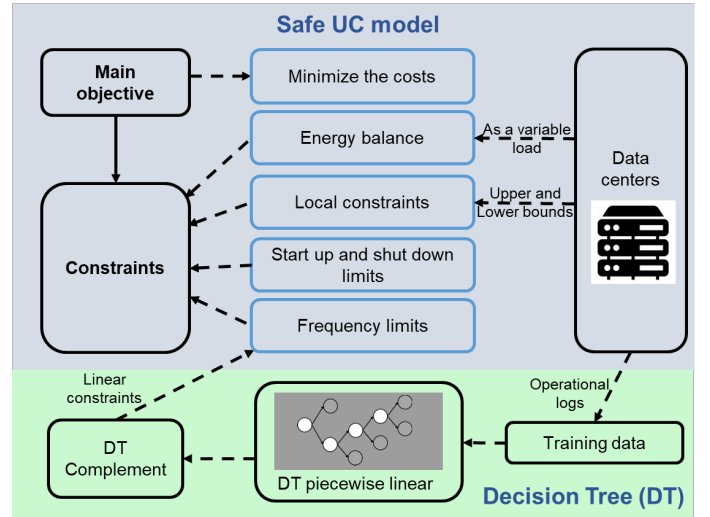 Safe UC model
Main
objective
Minimize the costs
Energy balance
As a variable
load
Data
centers
Local constraints
Upper and
Lower bounds
Constraints
Start up and shut down
limits
Frequency limits
Linear
constraints
Operational
logs
DT
Complement
DT piecewise linear
Training data
Decision Tree (DT)